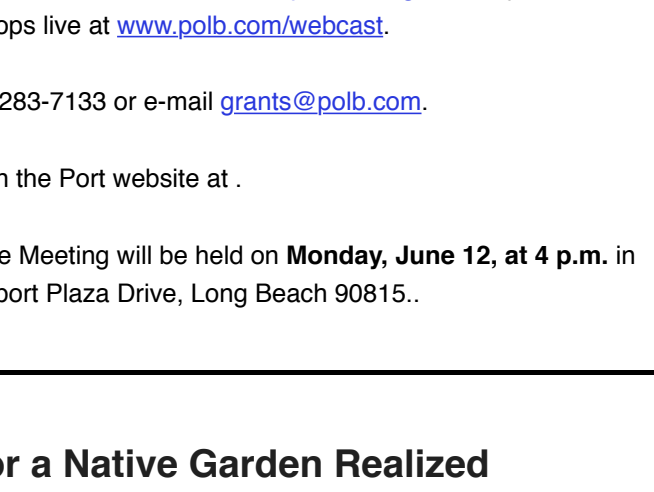 ops live at www.polb.com/webcast.
283-7133 or e-mail grants@polb.com.
n the Port website at .
e Meeting will be held on Monday, June 12, at 4 p.m. in
port Plaza Drive, Long Beach 90815..
or a Native Garden Realized